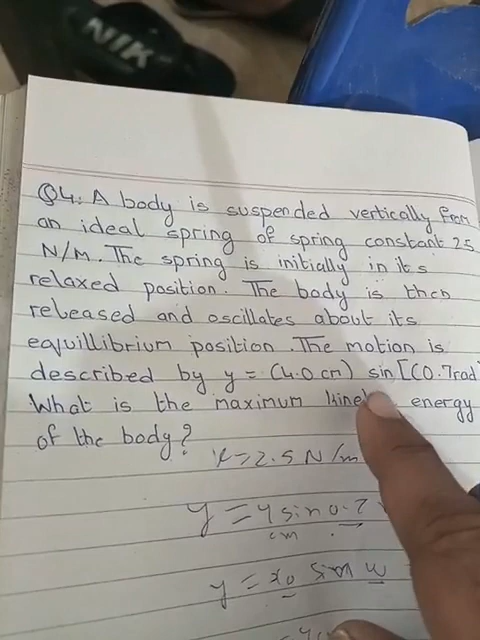 NIK
Q4: A body is suspended vertically from
an ideal spring of spring constant 2.5
N/M. The spring is initially in its
relaxed position. The body is then
released and oscillates about its
equillibrium position. The motion is
described by y = (4.0 cm) sin [(0.7rad
What is the maximum energy
of the body?
K = 2.5 N/m
y = 4 sin 0.7
cm
y = x₀ sin w